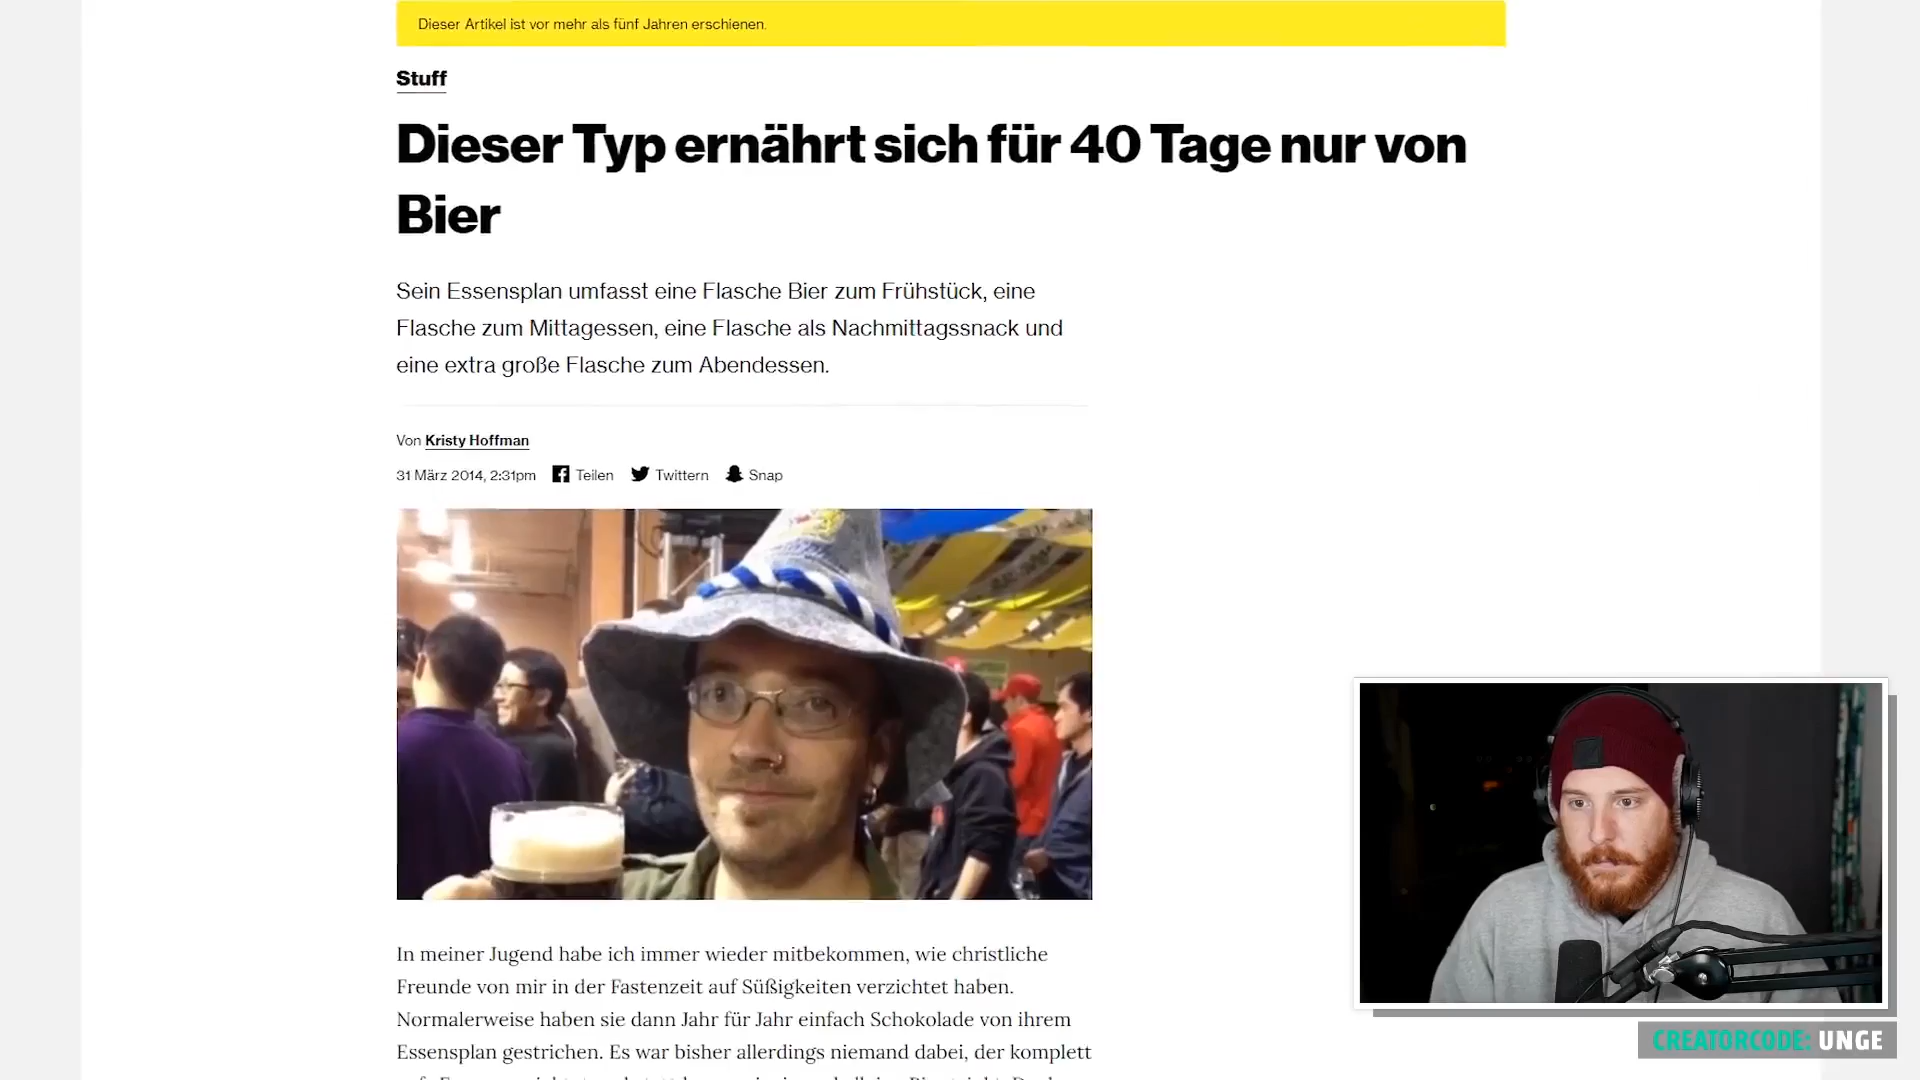 Dieser Artikel ist vor mehr als fünf Jahren erschienen.
Stuff
Dieser Typ ernährt sich für 40 Tage nur von
Bier
Sein Essensplan umfasst eine Flasche Bier zum Frühstück, eine
Flasche zum Mittagessen, eine Flasche als Nachmittagssnack und
eine extra große Flasche zum Abendessen.
Von Kristy Hoffman
31 März 2014, 2:31pm Teilen Twittern Snap
In meiner Jugend habe ich immer wieder mitbekommen, wie christliche
Freunde von mir in der Fastenzeit auf Süßigkeiten verzichtet haben.
Normalerweise haben sie dann Jahr für Jahr einfach Schokolade von ihrem
Essensplan gestrichen. Es war bisher allerdings niemand dabei, der komplett
CREATORCODE: UNGE